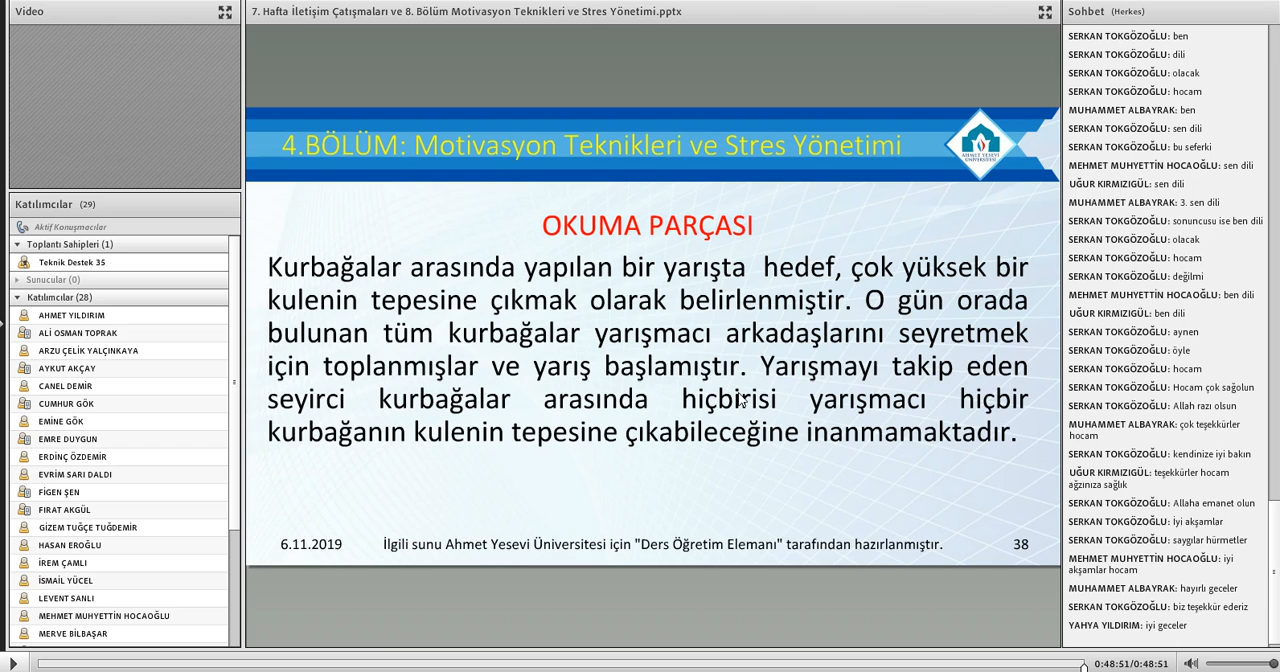 Video
7. Hafta İletişim Çatışmaları ve 8. Bölüm Motivasyon Teknikleri ve Stres Yönetimi.pptx
Sohbet (Herkes)
Katılımcılar (29)
Aktif Konuşmacılar
Toplantı Sahipleri (1)
Teknik Destek 35
Sunucular (0)
Katılımcılar (28)
AHMET YILDIRIM
ALİ OSMAN TOPRAK
ARZU ÇELİK YALÇINKAYA
AYKUT AKÇAY
CANEL DEMİR
CUMHUR GÖK
EMİNE GÖK
EMRE DUYGUN
ERDİNÇ ÖZDEMİR
EVRİM SARI DALDI
FİGEN ŞEN
FIRAT AKGÜL
GİZEM TUĞÇE TUĞDEMİR
HASAN EROĞLU
İREM ÇAMLI
İSMAİL YÜCEL
LEVENT SANLI
MEHMET MUHYETTİN HOCAOĞLU
MERVE BİLBAŞAR
4.BÖLÜM: Motivasyon Teknikleri ve Stres Yönetimi
AHMET YESEVİ
ÜNİVERSİTESİ
OKUMA PARÇASI
Kurbağalar arasında yapılan bir yarışta hedef, çok yüksek bir
kulenin tepesine çıkmak olarak belirlenmiştir. O gün orada
bulunan tüm kurbağalar yarışmacı arkadaşlarını seyretmek
için toplanmışlar ve yarış başlamıştır. Yarışmayı takip eden
seyirci kurbağalar arasında hiçbirisi yarışmacı hiçbir
kurbağanın kulenin tepesine çıkabileceğine inanmamaktadır.
6.11.2019
İlgili sunu Ahmet Yesevi Üniversitesi için "Ders Öğretim Elemanı" tarafından hazırlanmıştır.
38
SERKAN TOKGÖZOĞLU: ben
SERKAN TOKGÖZOĞLU: dili
SERKAN TOKGÖZOĞLU: olacak
SERKAN TOKGÖZOĞLU: hocam
MUHAMMET ALBAYRAK: ben
SERKAN TOKGÖZOĞLU: sen dili
SERKAN TOKGÖZOĞLU: bu seferki
MEHMET MUHYETTİN HOCAOĞLU: sen dili
UĞUR KIRMIZIGÜL: sen dili
MUHAMMET ALBAYRAK: 3. sen dili
SERKAN TOKGÖZOĞLU: sonuncusu ise ben dili
SERKAN TOKGÖZOĞLU: olacak
SERKAN TOKGÖZOĞLU: hocam
SERKAN TOKGÖZOĞLU: değilmi
MEHMET MUHYETTİN HOCAOĞLU: ben dili
UĞUR KIRMIZIGÜL: ben dili
SERKAN TOKGÖZOĞLU: aynen
SERKAN TOKGÖZOĞLU: öyle
SERKAN TOKGÖZOĞLU: hocam
SERKAN TOKGÖZOĞLU: Hocam çok sağolun
SERKAN TOKGÖZOĞLU: Allah razı olsun
MUHAMMET ALBAYRAK: çok teşekkürler
hocam
SERKAN TOKGÖZOĞLU: kendinize iyi bakın
UĞUR KIRMIZIGÜL: teşekkürler hocam
ağzınıza sağlık
SERKAN TOKGÖZOĞLU: Allaha emanet olun
SERKAN TOKGÖZOĞLU: İyi akşamlar
SERKAN TOKGÖZOĞLU: saygılar hürmetler
MEHMET MUHYETTİN HOCAOĞLU: iyi
akşamlar hocam
MUHAMMET ALBAYRAK: hayırlı geceler
SERKAN TOKGÖZOĞLU: biz teşekkür ederiz
YAHYA YILDIRIM: iyi geceler
0:48:51/0:48:51